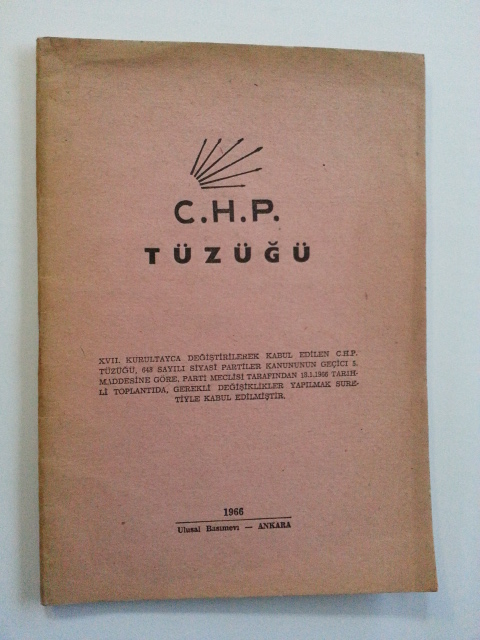 C.H.P.
TÜZÜĞÜ
XVII. KURULTAYCA DEĞİŞTİRİLEREK KABUL EDİLEN C.H.P.
TÜZÜĞÜ, 648 SAYILI SİYASİ PARTİLER KANUNUNUN GEÇİCİ 5.
MADDESİNE GÖRE, PARTİ MECLİSİ TARAFINDAN 15.1.1966 TARİH-
Lİ TOPLANTIDA, GEREKLİ DEĞİŞİKLİKLER YAPILMAK SURE-
TİYLE KABUL EDİLMİŞTİR.
1966
Ulusal Basımevi — ANKARA